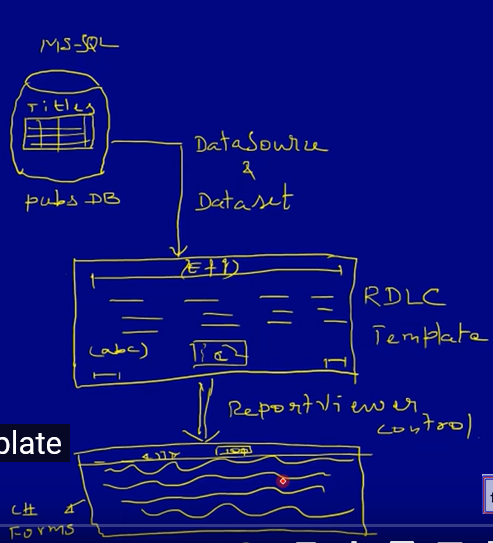 MS-SQL
Titles
DataSource
&
Dataset
pubs DB
RDLC
Template
(abc)
ReportViewer
control
plate
C#
Forms